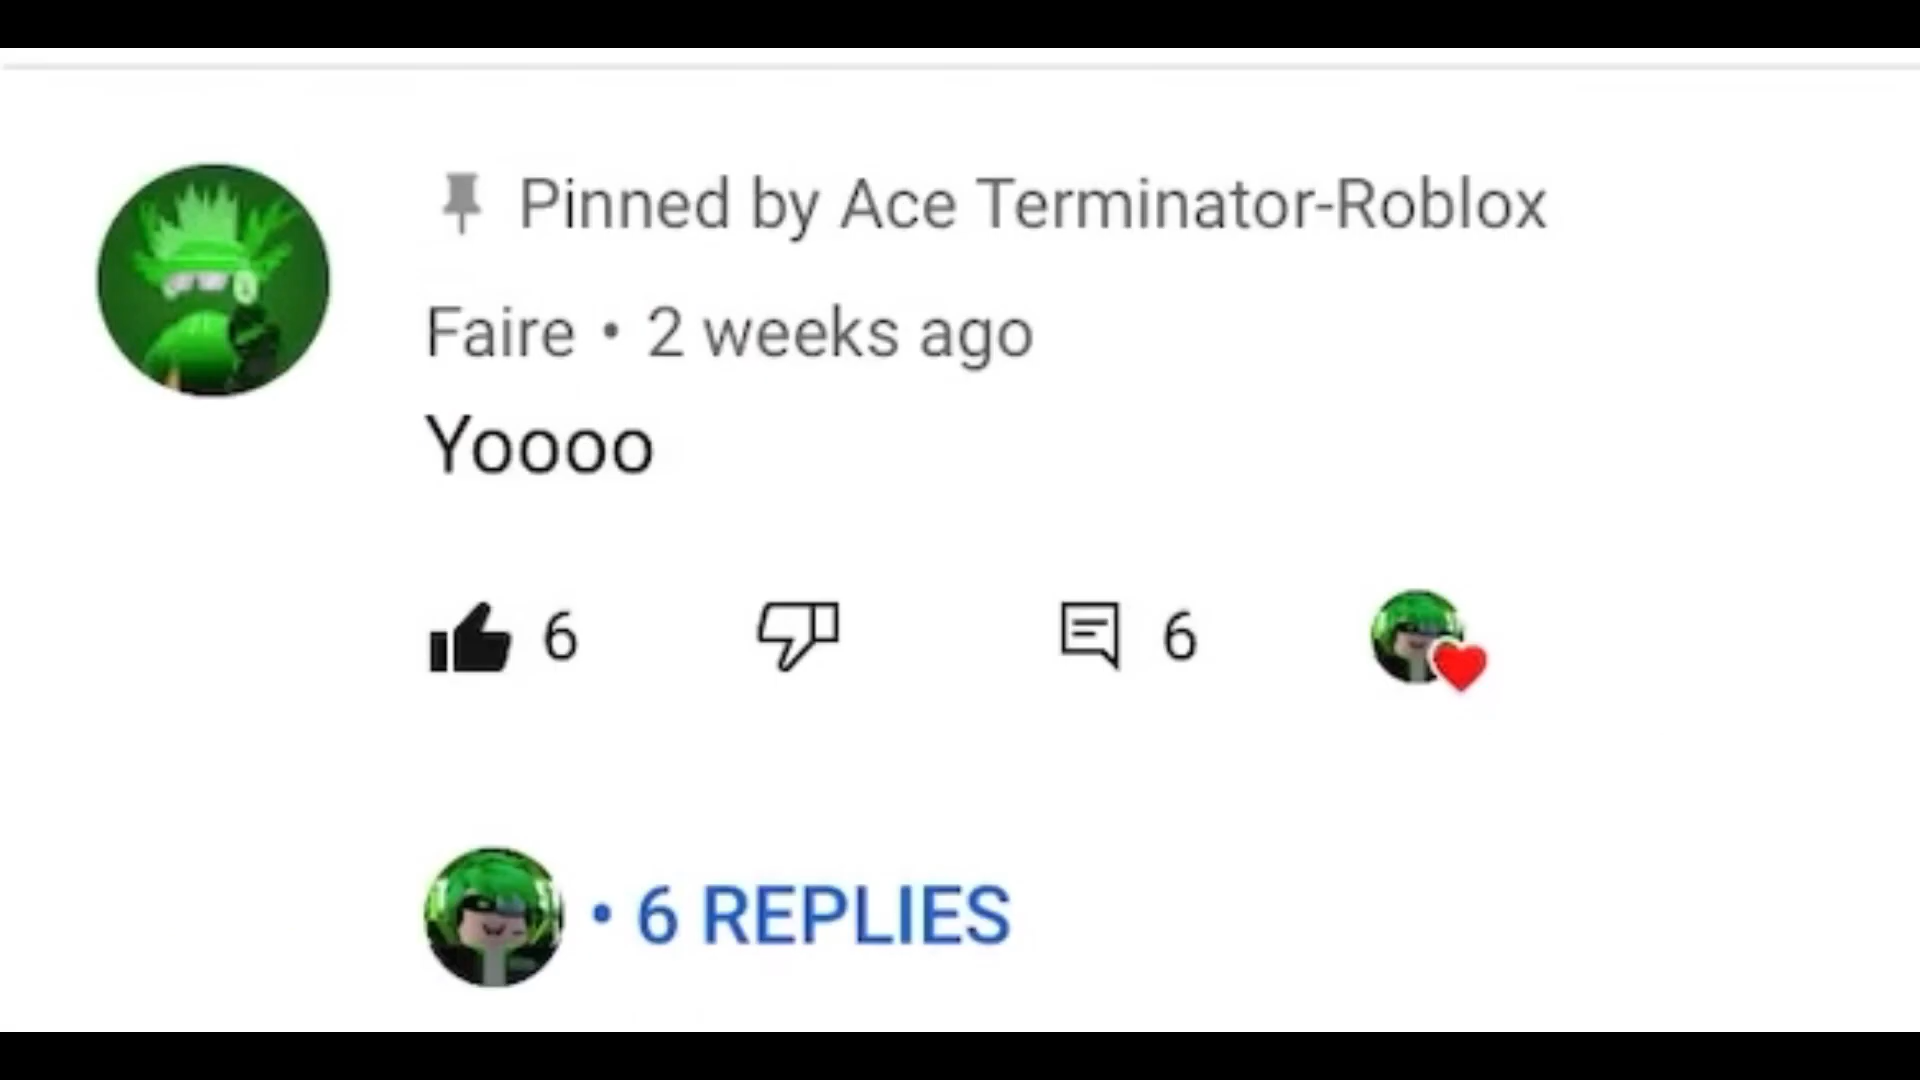 Pinned by Ace Terminator-Roblox
Faire • 2 weeks ago
Yoooo
6 6
• 6 REPLIES